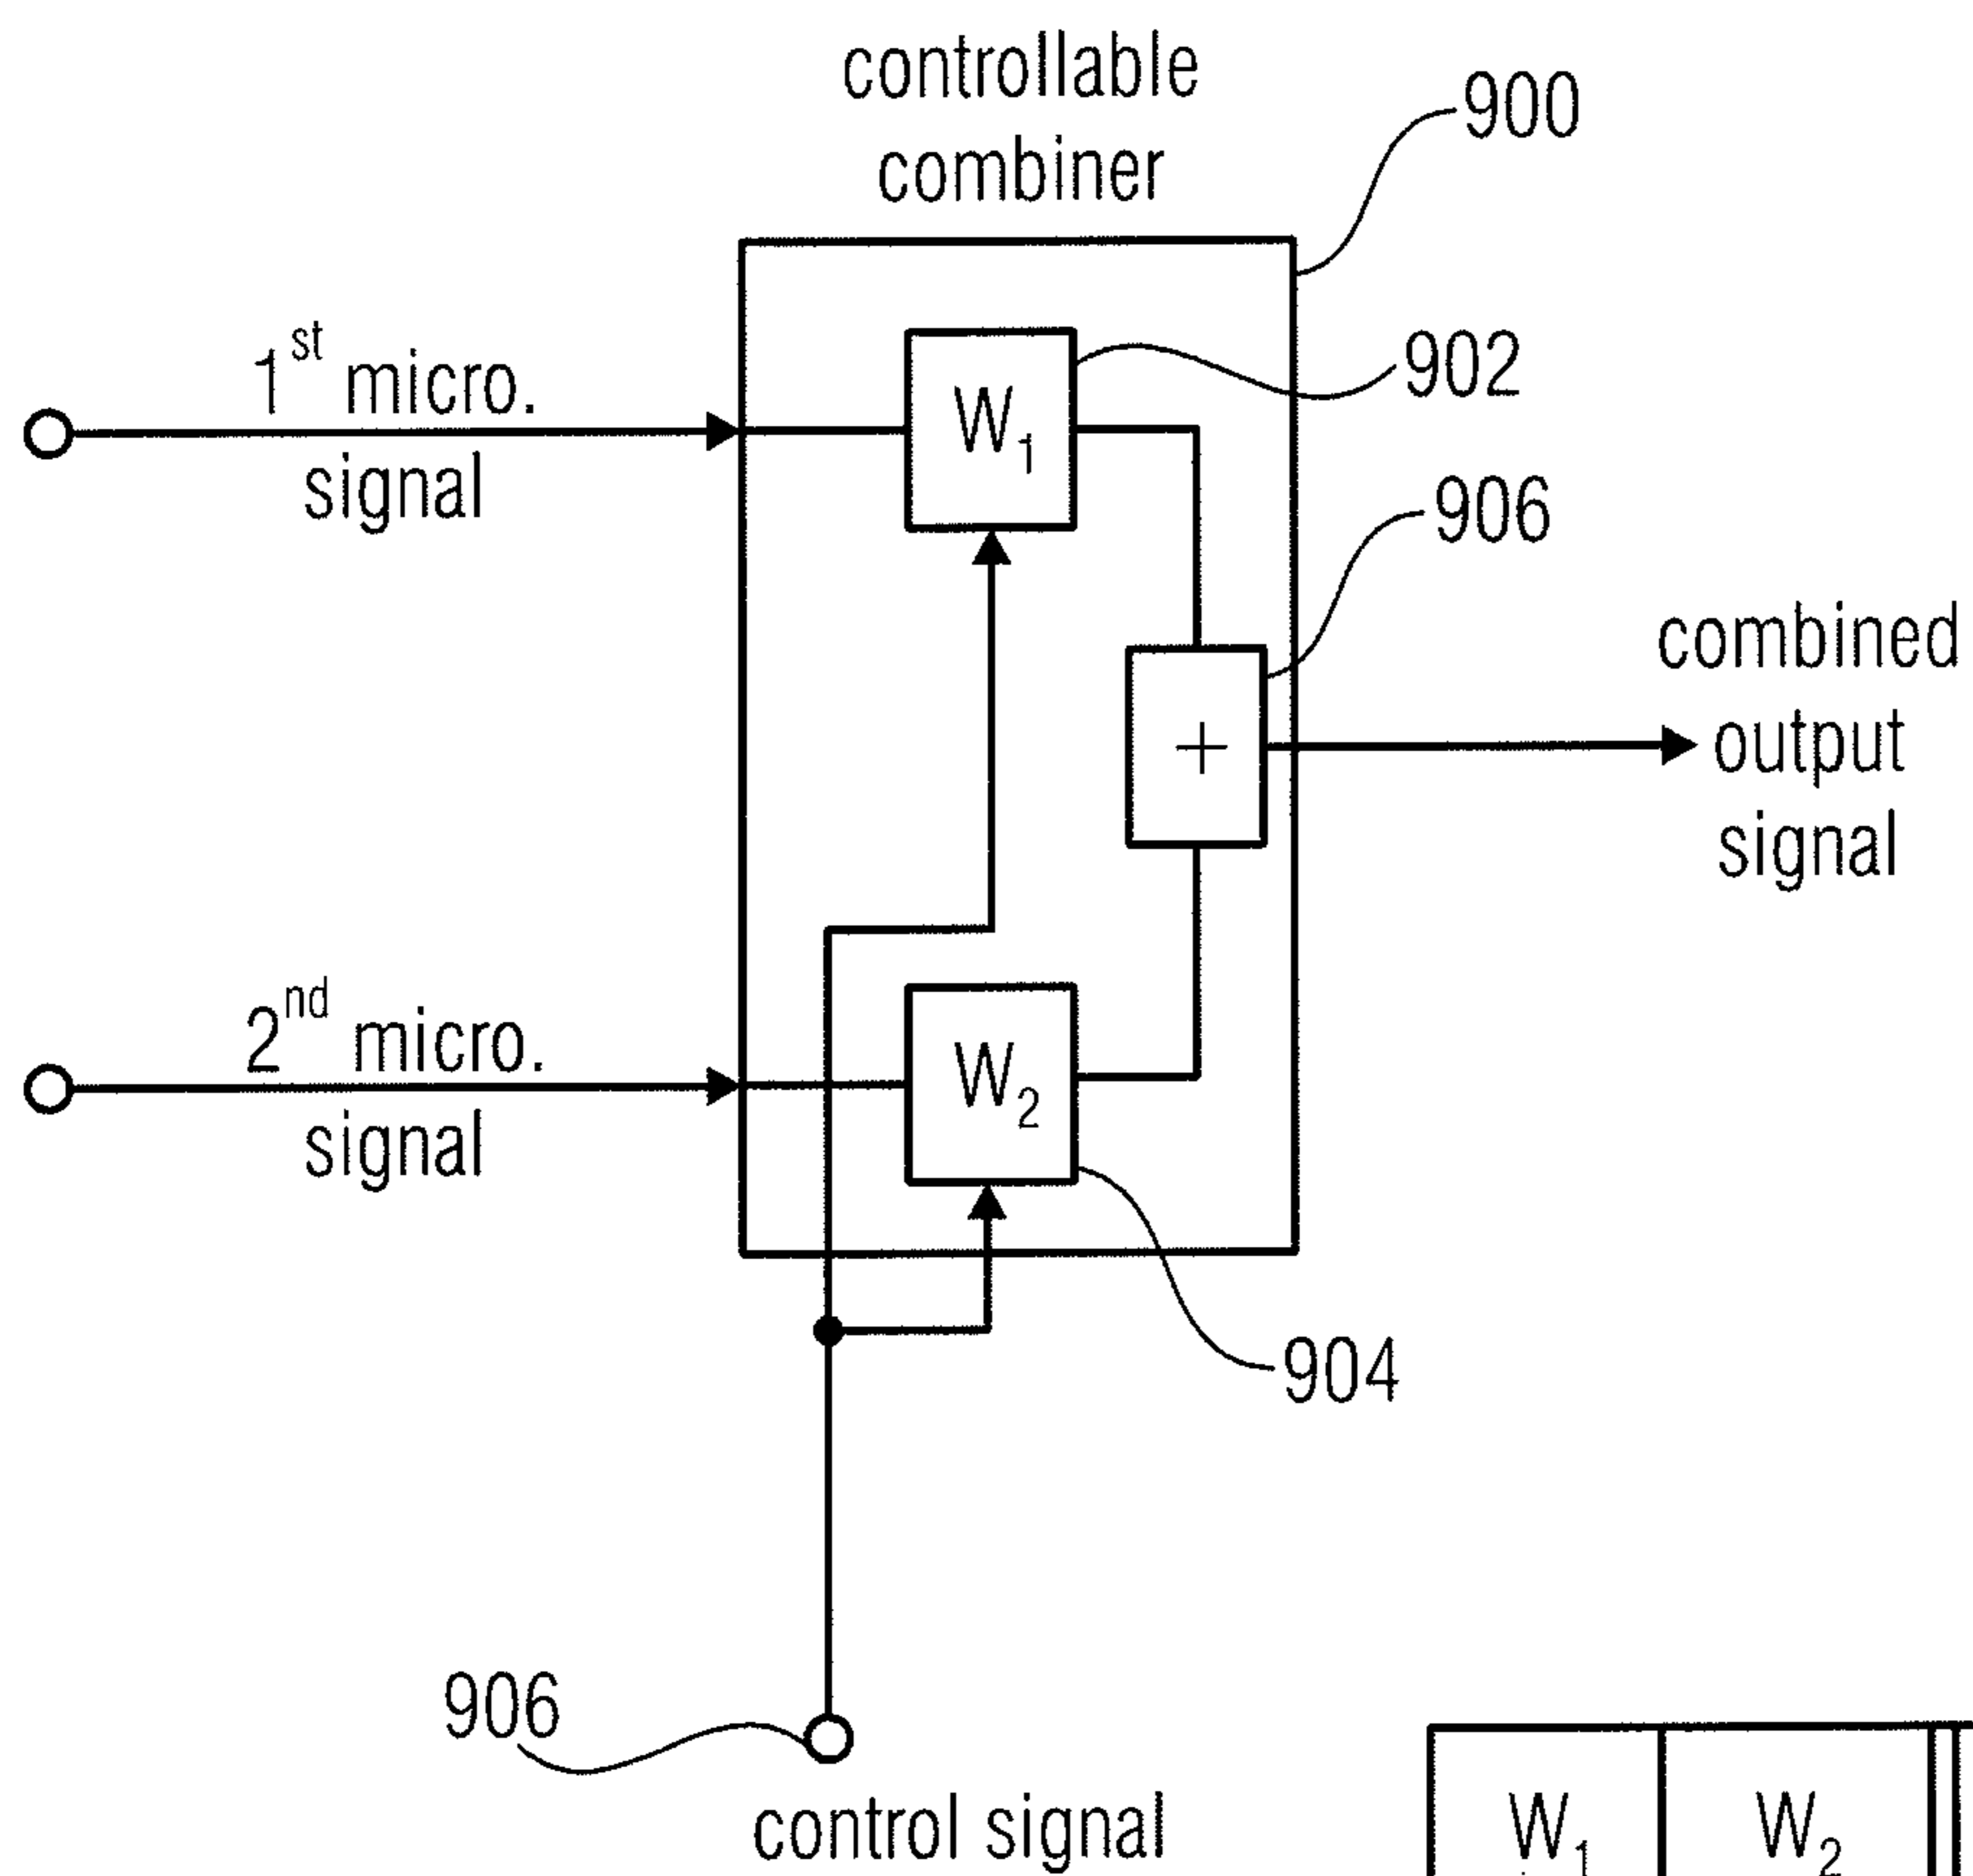 controllable
combiner
900
1st micro.
signal
W1
902
906
+
combined
output
signal
2nd micro.
signal
W2
904
906
control signal
W1 W2